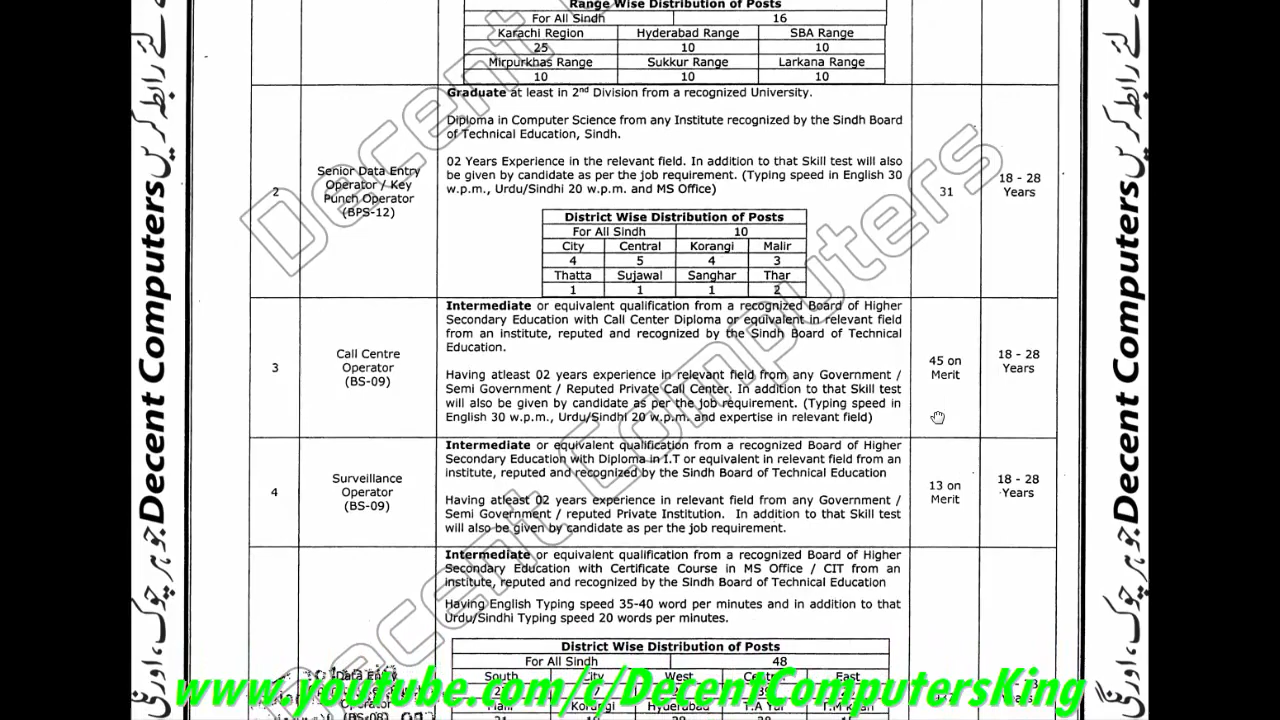 Range Wise Distribution of Posts
For All Sindh 16
Karachi Region Hyderabad Range SBA Range
25 10 10
Mirpurkhas Range Sukkur Range Larkana Range
10 10 10
2
Senior Data Entry
Operator / Key
Punch Operator
(BPS-12)
Graduate at least in 2nd Division from a recognized University.
Diploma in Computer Science from any Institute recognized by the Sindh Board
of Technical Education, Sindh.
02 Years Experience in the relevant field. In addition to that Skill test will also
be given by candidate as per the job requirement. (Typing speed in English 30
w.p.m., Urdu/Sindhi 20 w.p.m. and MS Office)
District Wise Distribution of Posts
For All Sindh 10
City Central Korangi Malir
4 5 4 3
Thatta Sujawal Sanghar Thar
1 1 1 2
31
18 - 28
Years
3
Call Centre
Operator
(BS-09)
Intermediate or equivalent qualification from a recognized Board of Higher
Secondary Education with Call Center Diploma or equivalent in relevant field
from an institute, reputed and recognized by the Sindh Board of Technical
Education.
Having atleast 02 years experience in relevant field from any Government /
Semi Government / Reputed Private Call Center. In addition to that Skill test
will also be given by candidate as per the job requirement. (Typing speed in
English 30 w.p.m., Urdu/Sindhi 20 w.p.m. and expertise in relevant field)
45 on
Merit
18 - 28
Years
4
Surveillance
Operator
(BS-09)
Intermediate or equivalent qualification from a recognized Board of Higher
Secondary Education with Diploma in I.T or equivalent in relevant field from an
institute, reputed and recognized by the Sindh Board of Technical Education
Having atleast 02 years experience in relevant field from any Government /
Semi Government / reputed Private Institution. In addition to that Skill test
will also be given by candidate as per the job requirement.
13 on
Merit
18 - 28
Years
Intermediate or equivalent qualification from a recognized Board of Higher
Secondary Education with Certificate Course in MS Office / CIT from an
institute, reputed and recognized by the Sindh Board of Technical Education
Having English Typing speed 35-40 word per minutes and in addition to that
Urdu/Sindhi Typing speed 20 words per minutes.
District Wise Distribution of Posts
For All Sindh 48
South City West
Data Entry
Operator
Korangi Hyderabad
Decent Computers
www.youtube.com/c/DecentComputersKing
لئے رابطہ کریں Decent Computers جوہر چوک، اورنگی
لئے رابطہ کریں Decent Computers جوہر چوک، اورنگی